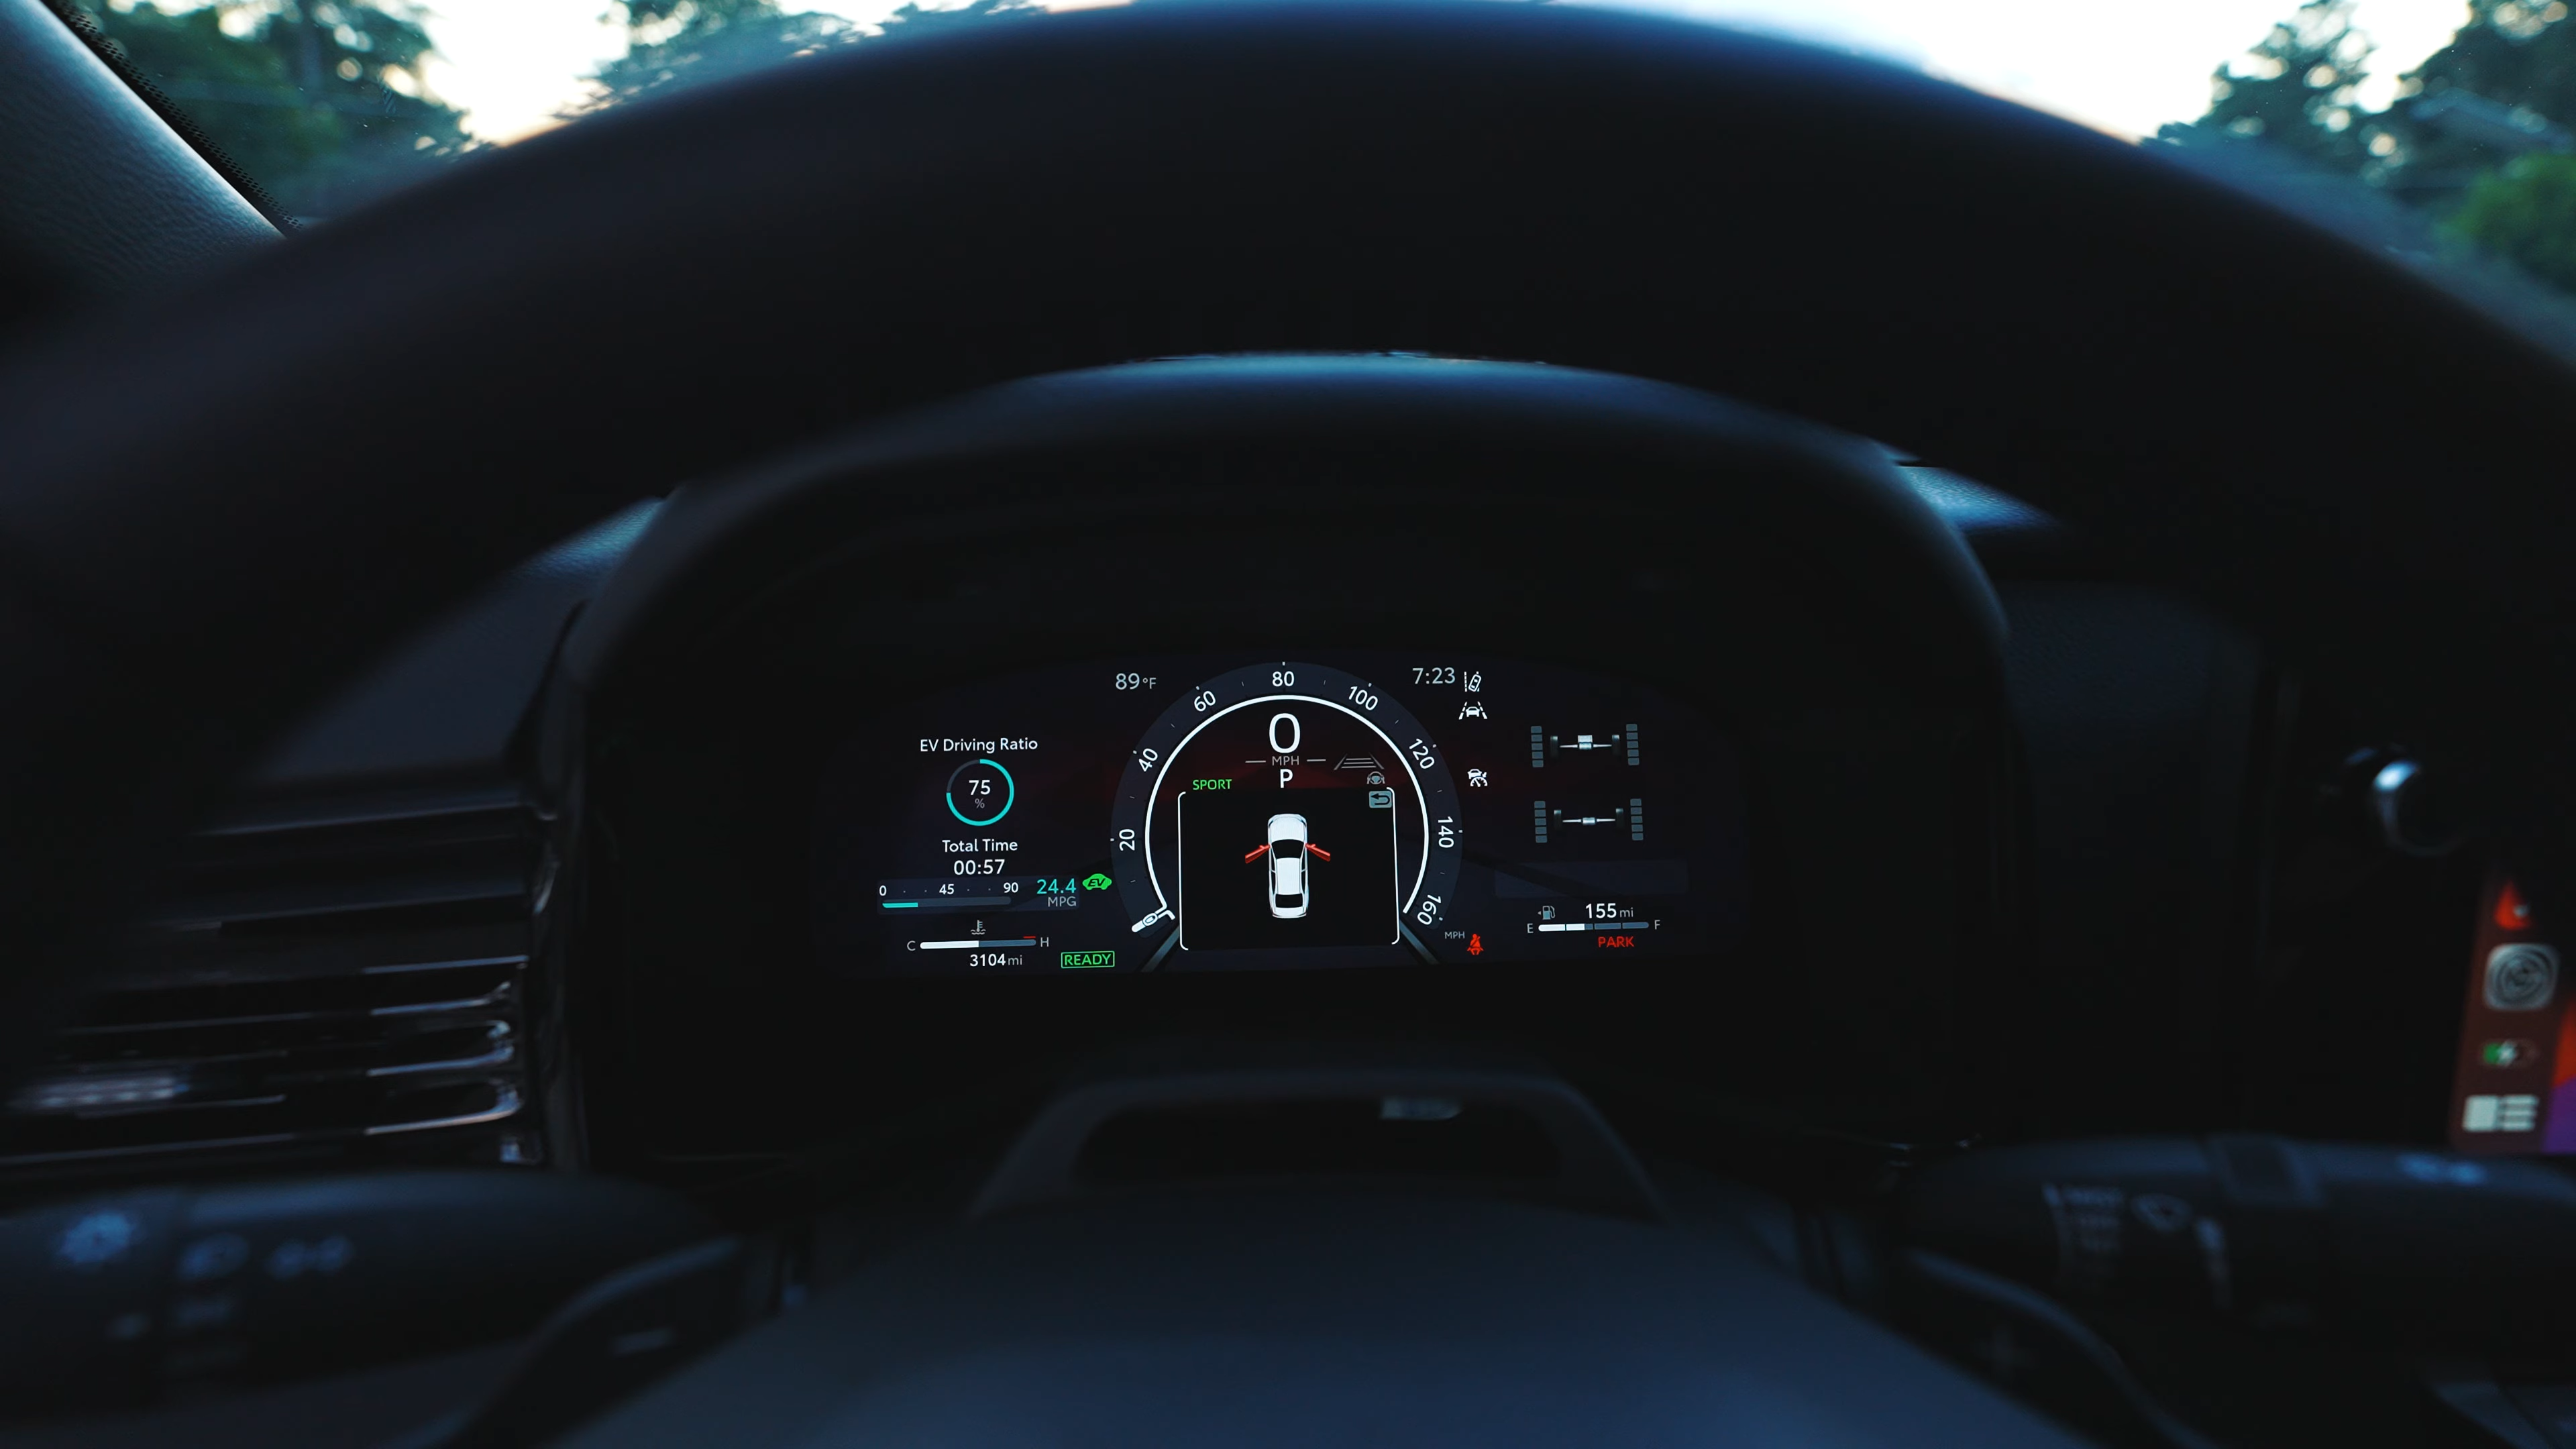 89°F
7:23
EV Driving Ratio
75
%
Total Time
00:57
0 45 90
24.4
MPG
EV
C H
3104 mi
READY
0 20 40 60 80 100 120 140 160
0
MPH
P
SPORT
MPH
155 mi
E F
PARK